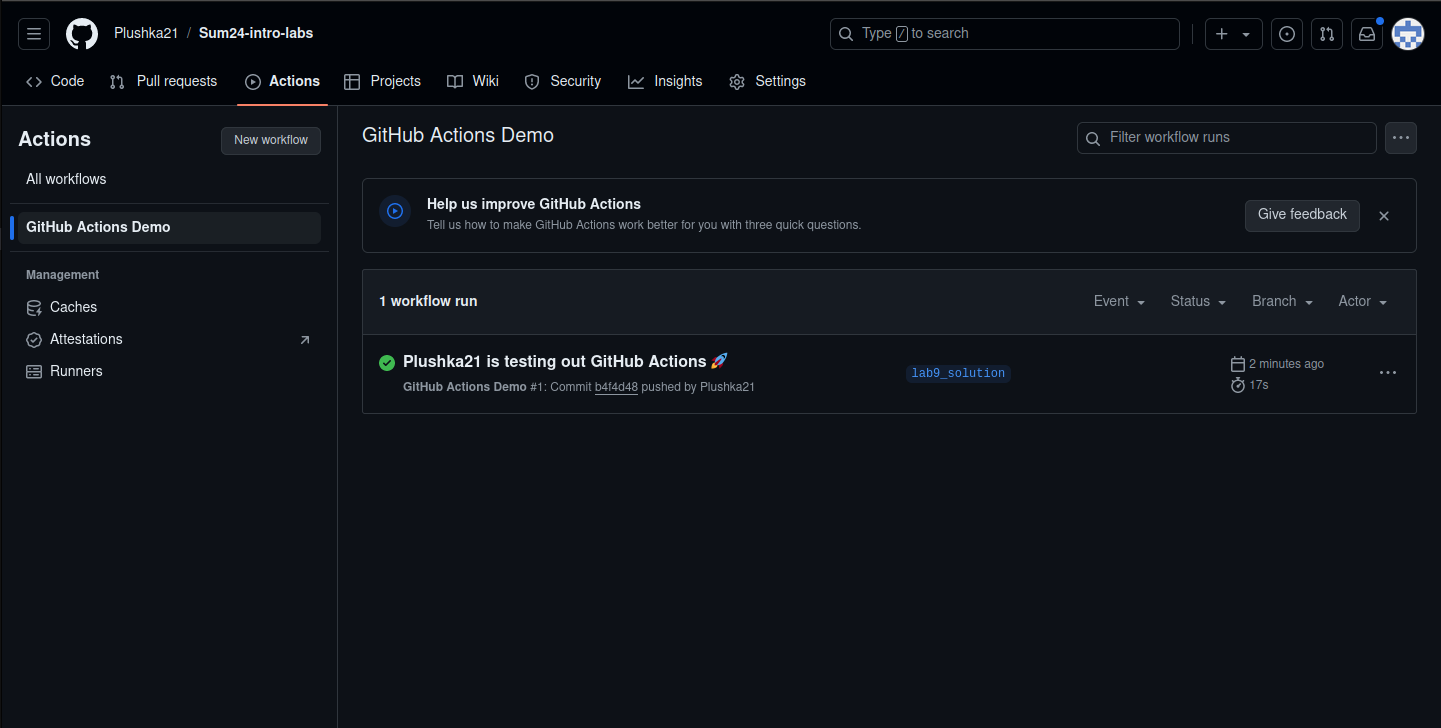 Plushka21 / Sum24-intro-labs
Type / to search
Code Pull requests Actions Projects Wiki Security Insights Settings
Actions
New workflow
All workflows
GitHub Actions Demo
Management
Caches
Attestations
Runners
GitHub Actions Demo
Filter workflow runs
Help us improve GitHub Actions
Tell us how to make GitHub Actions work better for you with three quick questions.
Give feedback
1 workflow run
Event Status Branch Actor
Plushka21 is testing out GitHub Actions 🚀
GitHub Actions Demo #1: Commit b4f4d48 pushed by Plushka21
lab9_solution
2 minutes ago
17s